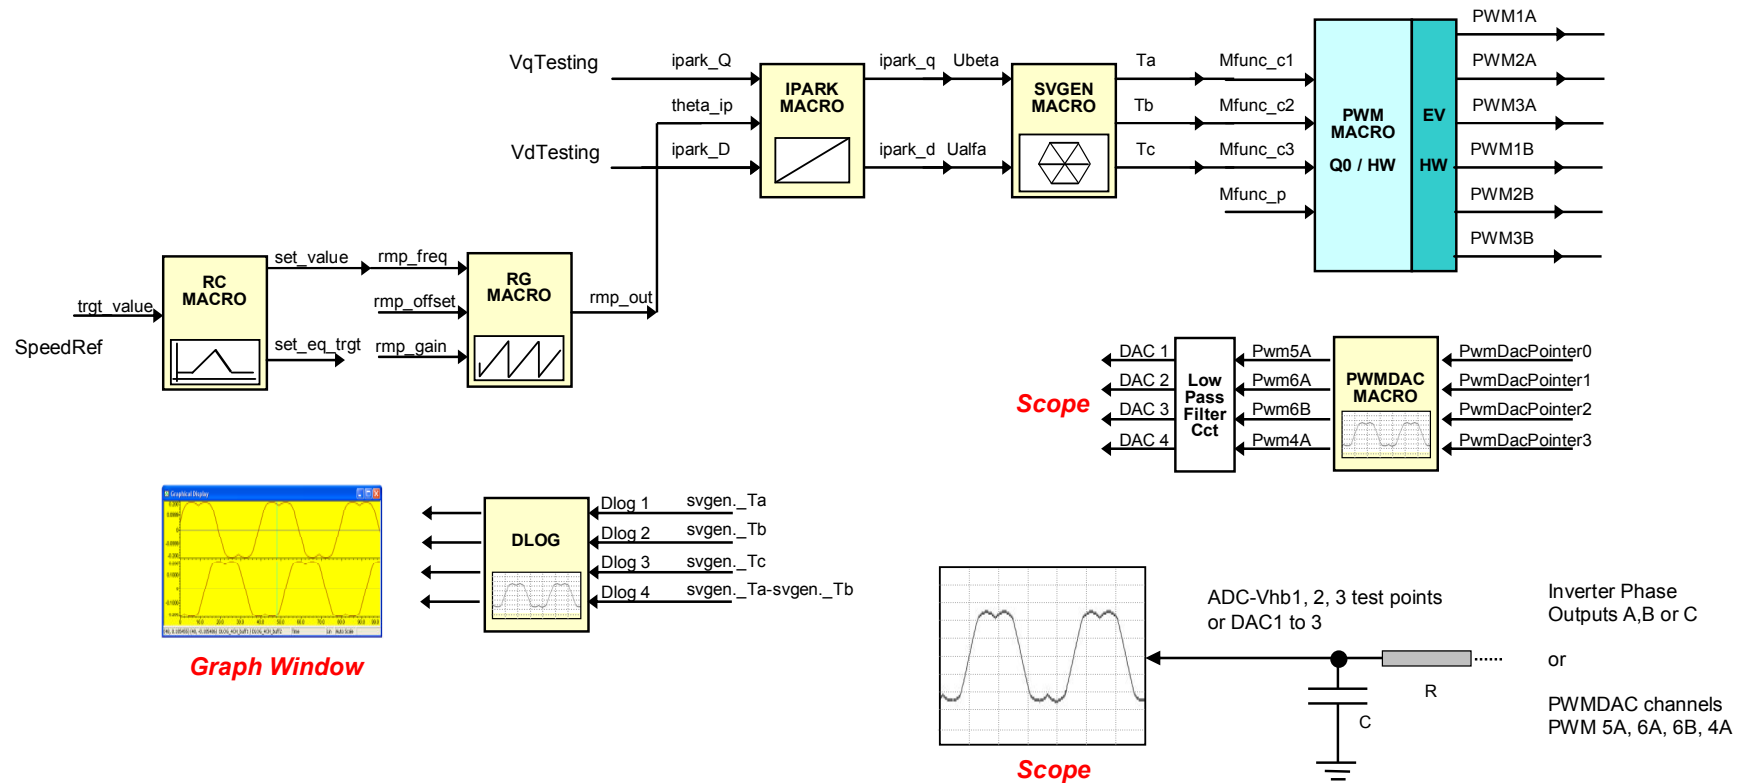 PWM1A
VqTesting
ipark_Q
ipark_q
Ubeta
Ta
Mfunc_c1
PWM2A
IPARK
MACRO
SVGEN
MACRO
theta_ip
Tb
Mfunc_c2
PWM3A
PWM
MACRO
EV
VdTesting
ipark_D
ipark_d
Ualfa
Tc
Mfunc_c3
Q0 / HW
HW
PWM1B
Mfunc_p
PWM2B
PWM3B
set_value
rmp_freq
RC
MACRO
RG
MACRO
trgt_value
rmp_offset
rmp_out
SpeedRef
set_eq_trgt
rmp_gain
DAC 1
Pwm5A
PwmDacPointer0
DAC 2
Pwm6A
PwmDacPointer1
DAC 3
Pwm6B
PwmDacPointer2
DAC 4
Pwm4A
PwmDacPointer3
Low
Pass
Filter
Cct
PWMDAC
MACRO
Scope
Graphical Display
Graph Window
DLOG
Dlog 1
svgen._Ta
Dlog 2
svgen._Tb
Dlog 3
svgen._Tc
Dlog 4
svgen._Ta-svgen._Tb
ADC-Vhb1, 2, 3 test points
or DAC1 to 3
Inverter Phase
Outputs A,B or C
or
R
C
PWMDAC channels
PWM 5A, 6A, 6B, 4A
Scope